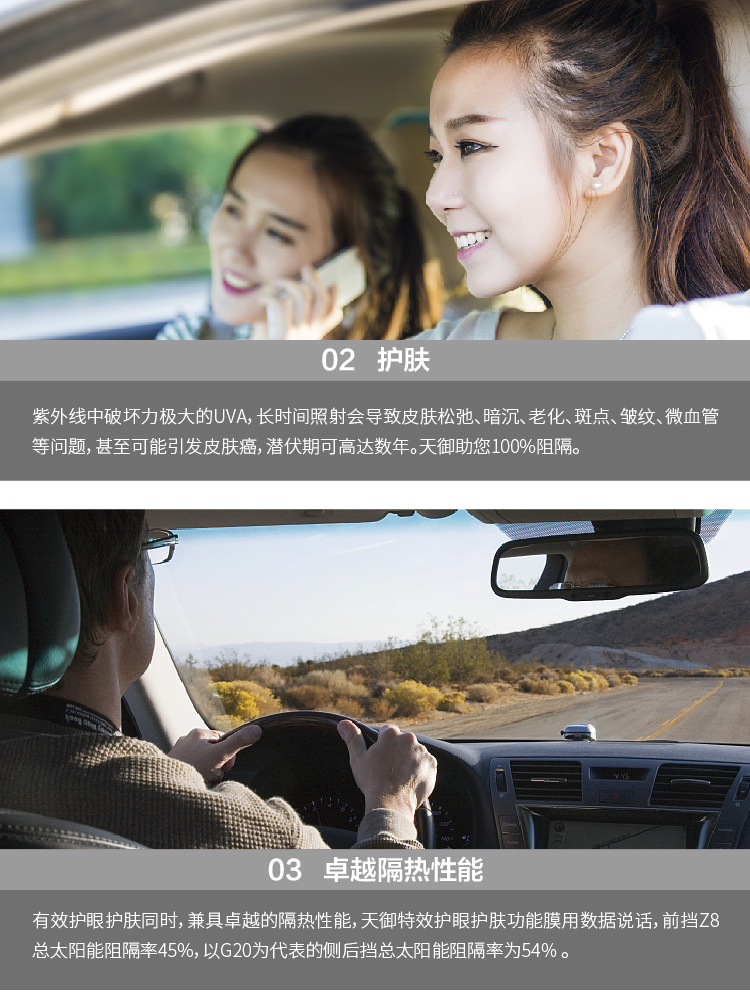 02 护肤
紫外线中破坏力极大的UVA，长时间照射会导致皮肤松弛、暗沉、老化、斑点、皱纹、微血管
等问题，甚至可能引发皮肤癌，潜伏期可高达数年。天御助您100%阻隔。
03 卓越隔热性能
有效护眼护肤同时，兼具卓越的隔热性能，天御特效护眼护肤功能膜用数据说话，前挡Z8
总太阳能阻隔率45%，以G20为代表的侧后挡总太阳能阻隔率为54% 。